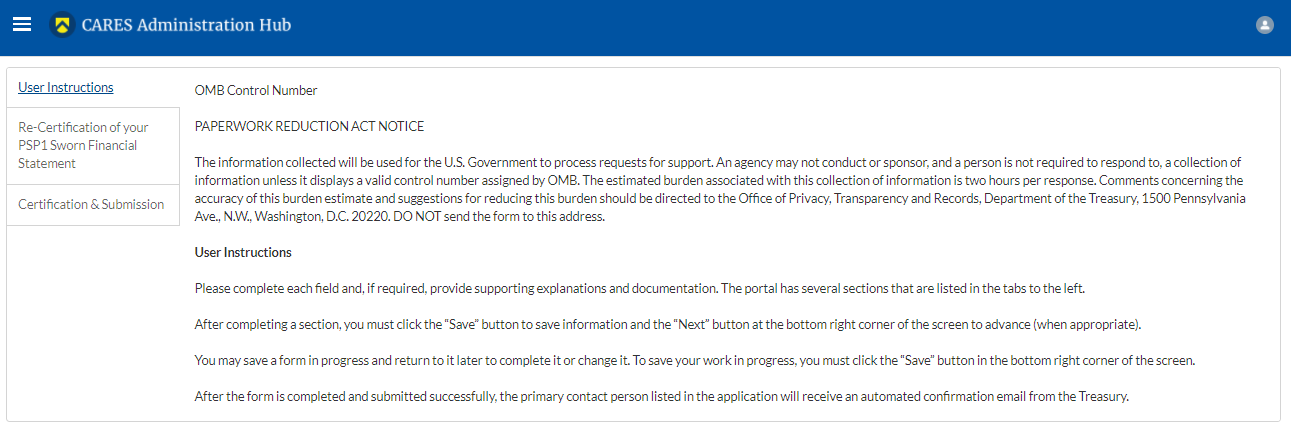 CARES Administration Hub
User Instructions
Re-Certification of your
PSP1 Sworn Financial
Statement
Certification & Submission
OMB Control Number
PAPERWORK REDUCTION ACT NOTICE
The information collected will be used for the U.S. Government to process requests for support. An agency may not conduct or sponsor, and a person is not required to respond to, a collection of
information unless it displays a valid control number assigned by OMB. The estimated burden associated with this collection of information is two hours per response. Comments concerning the
accuracy of this burden estimate and suggestions for reducing this burden should be directed to the Office of Privacy, Transparency and Records, Department of the Treasury, 1500 Pennsylvania
Ave., N.W., Washington, D.C. 20220. DO NOT send the form to this address.
User Instructions
Please complete each field and, if required, provide supporting explanations and documentation. The portal has several sections that are listed in the tabs to the left.
After completing a section, you must click the “Save” button to save information and the “Next” button at the bottom right corner of the screen to advance (when appropriate).
You may save a form in progress and return to it later to complete it or change it. To save your work in progress, you must click the “Save” button in the bottom right corner of the screen.
After the form is completed and submitted successfully, the primary contact person listed in the application will receive an automated confirmation email from the Treasury.